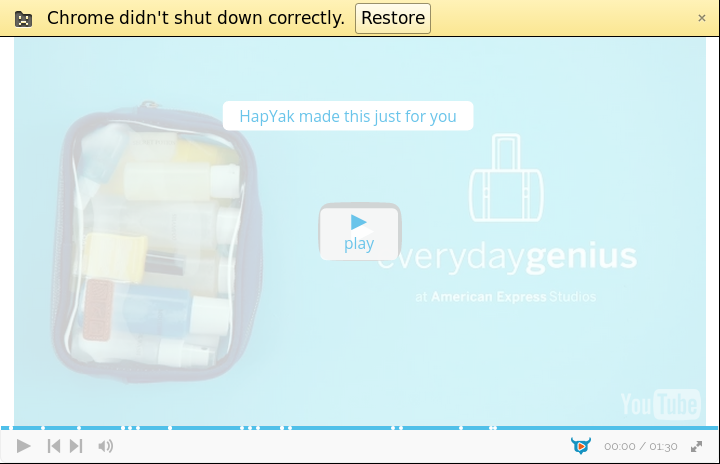 Chrome didn't shut down correctly. Restore
HapYak made this just for you
play
everydaygenius
at American Express Studios
YouTube
00:00 / 01:30